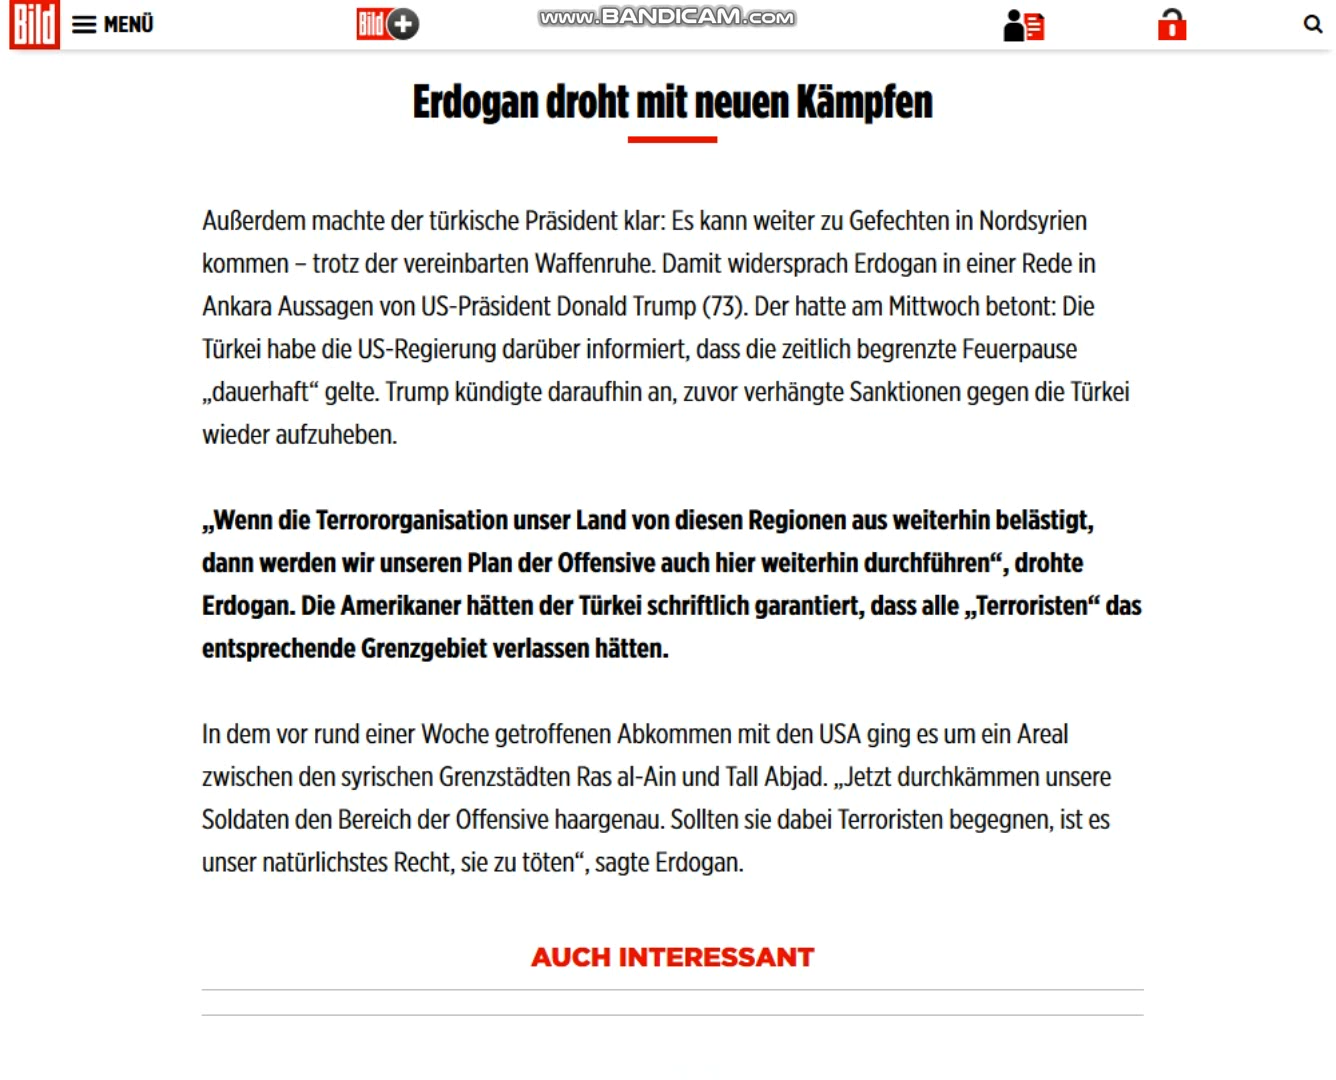 Bild MENÜ Bild+ www.BANDICAM.com
Erdogan droht mit neuen Kämpfen
Außerdem machte der türkische Präsident klar: Es kann weiter zu Gefechten in Nordsyrien
kommen – trotz der vereinbarten Waffenruhe. Damit widersprach Erdogan in einer Rede in
Ankara Aussagen von US-Präsident Donald Trump (73). Der hatte am Mittwoch betont: Die
Türkei habe die US-Regierung darüber informiert, dass die zeitlich begrenzte Feuerpause
„dauerhaft“ gelte. Trump kündigte daraufhin an, zuvor verhängte Sanktionen gegen die Türkei
wieder aufzuheben.
„Wenn die Terrororganisation unser Land von diesen Regionen aus weiterhin belästigt,
dann werden wir unseren Plan der Offensive auch hier weiterhin durchführen“, drohte
Erdogan. Die Amerikaner hätten der Türkei schriftlich garantiert, dass alle „Terroristen“ das
entsprechende Grenzgebiet verlassen hätten.
In dem vor rund einer Woche getroffenen Abkommen mit den USA ging es um ein Areal
zwischen den syrischen Grenzstädten Ras al-Ain und Tall Abjad. „Jetzt durchkämmen unsere
Soldaten den Bereich der Offensive haargenau. Sollten sie dabei Terroristen begegnen, ist es
unser natürlichstes Recht, sie zu töten“, sagte Erdogan.
AUCH INTERESSANT